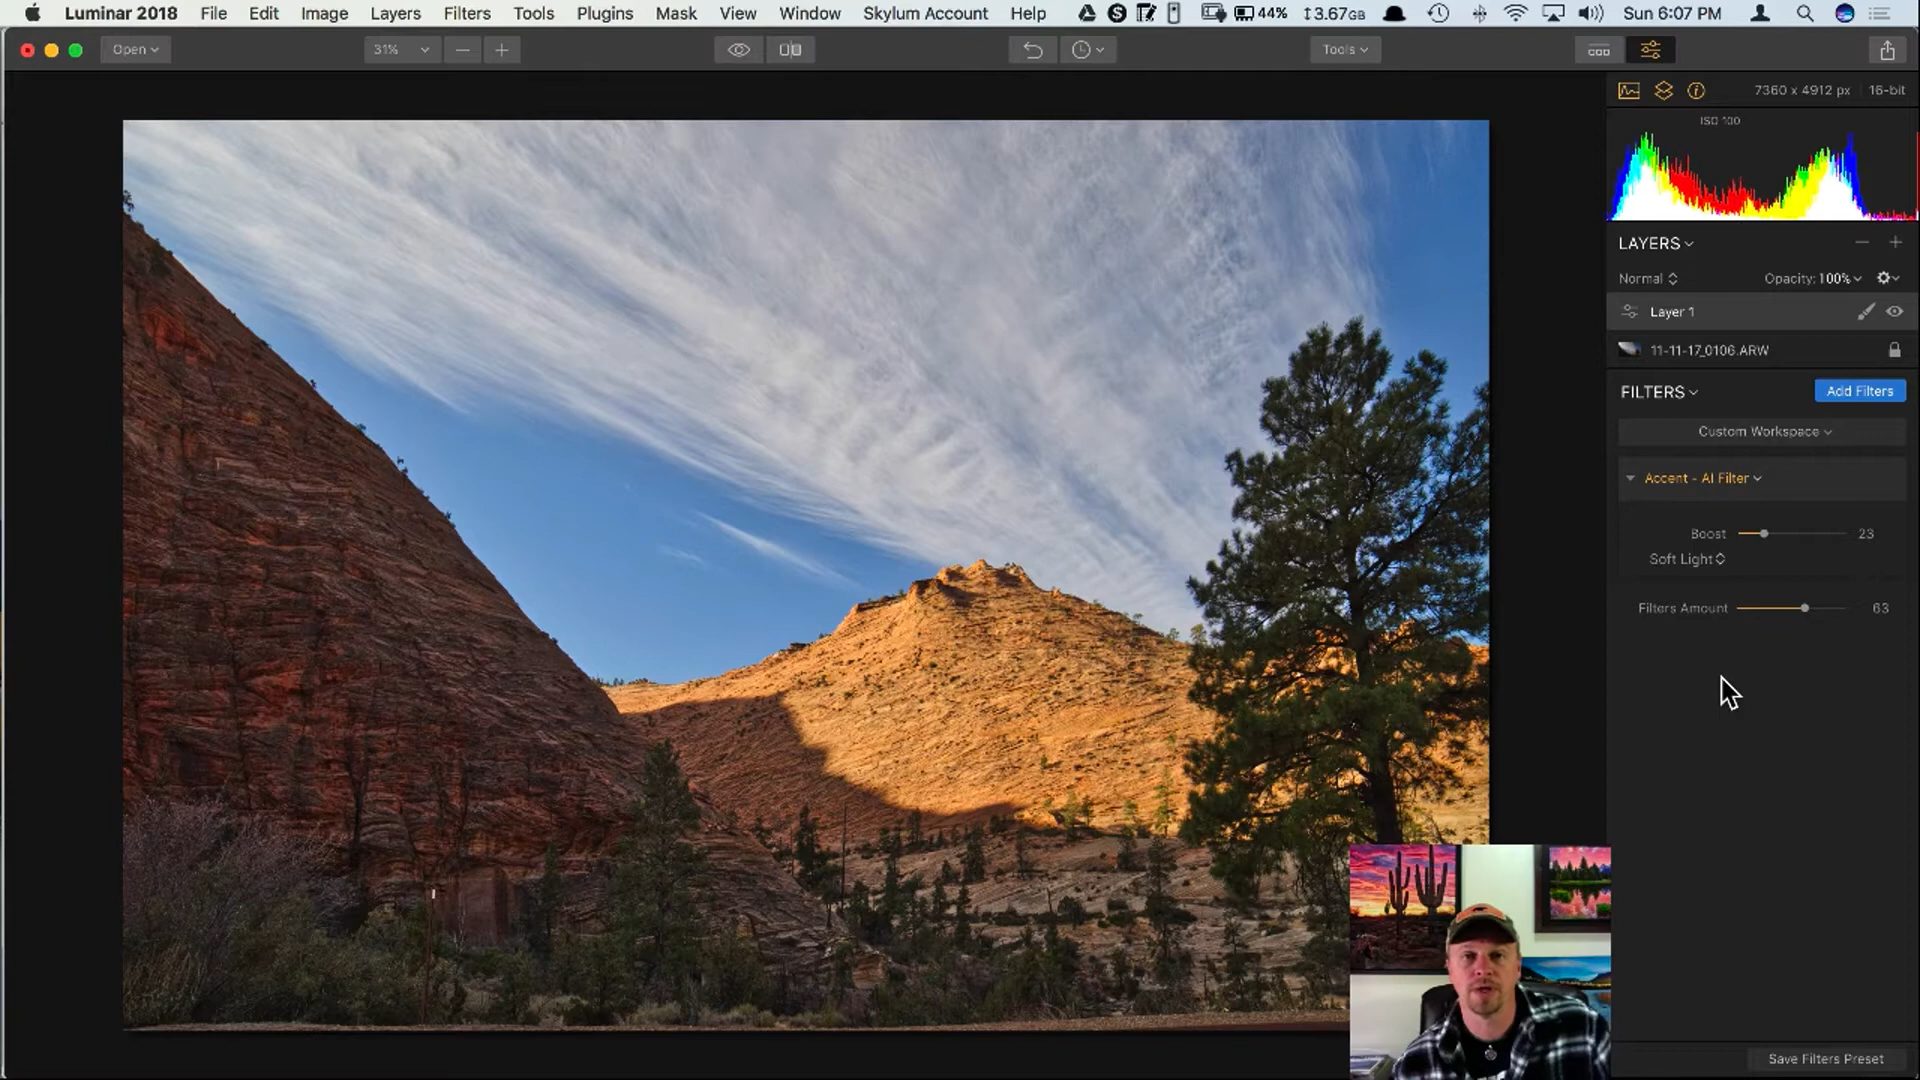 Luminar 2018 File Edit Image Layers Filters Tools Plugins Mask View Window Skylum Account Help 44% 3.67GB Sun 6:07 PM
Open 31% Tools
7360 x 4912 px 16-bit
ISO 100
LAYERS
Normal Opacity: 100%
Layer 1
11-11-17_0106.ARW
FILTERS Add Filters
Custom Workspace
Accent - AI Filter
Boost 23
Soft Light
Filters Amount 63
Save Filters Preset